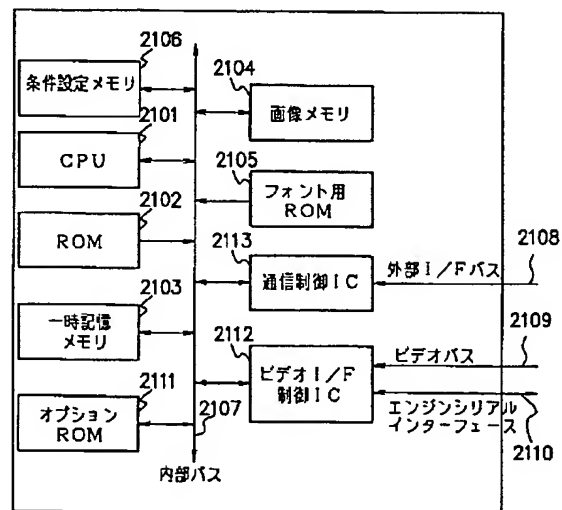 2106
条件設定メモリ
2104
画像メモリ
2101
CPU
2105
フォント用
ROM
2102
ROM
2113
通信制御IC
外部I/Fバス
2108
2103
一時記憶
メモリ
2109
ビデオバス
2112
ビデオI/F
制御IC
エンジンシリアル
インターフェース
2110
2111
オプション
ROM
2107
内部バス